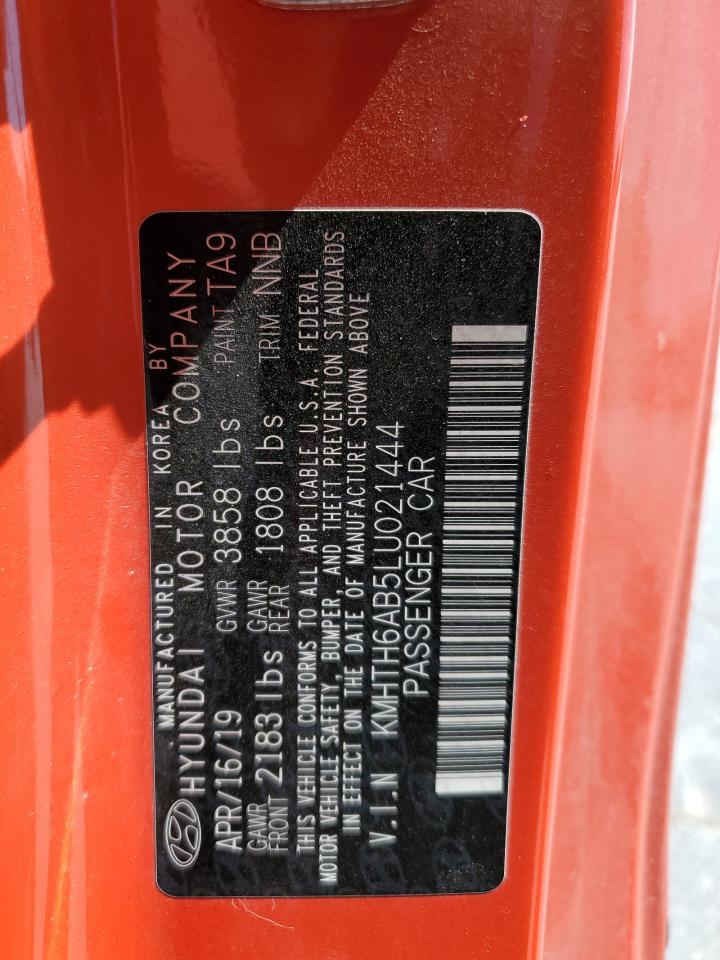 MANUFACTURED IN KOREA BY
HYUNDAI MOTOR COMPANY
APR/16/19 GVWR 3858 lbs PAINT TA9
GAWR FRONT 2183 lbs GAWR REAR 1808 lbs TRIM NNB
THIS VEHICLE CONFORMS TO ALL APPLICABLE U.S.A. FEDERAL
MOTOR VEHICLE SAFETY, BUMPER, AND THEFT PREVENTION STANDARDS
IN EFFECT ON THE DATE OF MANUFACTURE SHOWN ABOVE
V.I.N KMHTH6AB5LU021444
PASSENGER CAR